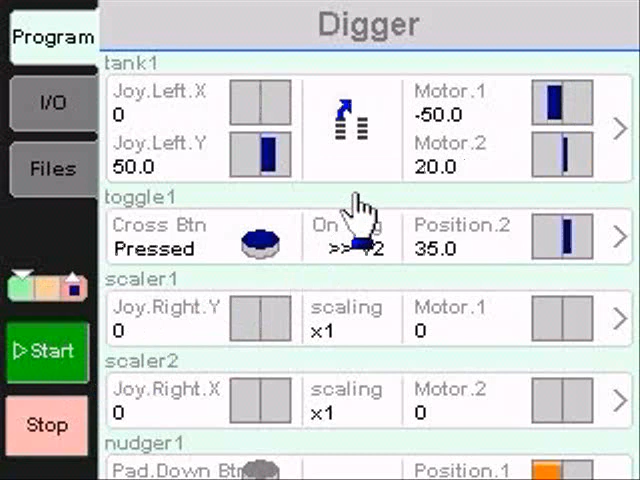 Program
I/O
Files
Start
Stop
Digger
tank1
Joy.Left.X
0
Joy.Left.Y
50.0
Motor.1
-50.0
Motor.2
20.0
toggle1
Cross Btn
Pressed
Position.2
35.0
scaler1
Joy.Right.Y
0
scaling
x1
Motor.1
0
scaler2
Joy.Right.X
0
scaling
x1
Motor.2
0
nudger1
Pad.Down Btn
Position.1